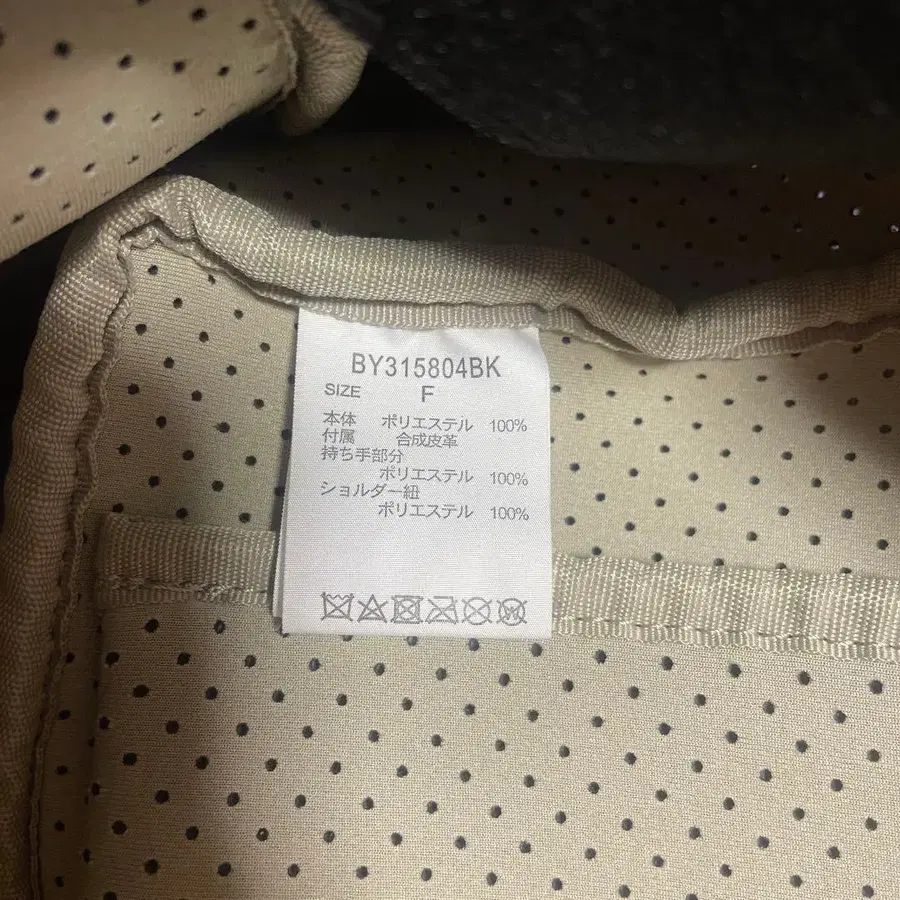 BY315804BK
SIZE F
本体 ポリエステル 100%
付属 合成皮革
持ち手部分
ポリエステル 100%
ショルダー紐
ポリエステル 100%